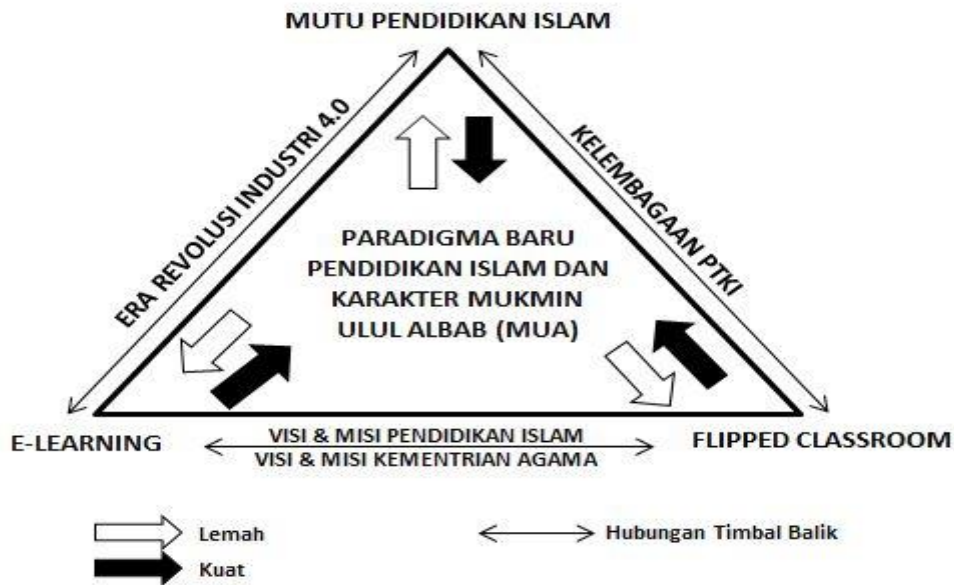 MUTU PENDIDIKAN ISLAM
ERA REVOLUSI INDUSTRI 4.0
KELEMBAGAAN PTKI
PARADIGMA BARU
PENDIDIKAN ISLAM DAN
KARAKTER MUKMIN
ULUL ALBAB (MUA)
E-LEARNING
VISI & MISI PENDIDIKAN ISLAM
VISI & MISI KEMENTRIAN AGAMA
FLIPPED CLASSROOM
Lemah
Hubungan Timbal Balik
Kuat